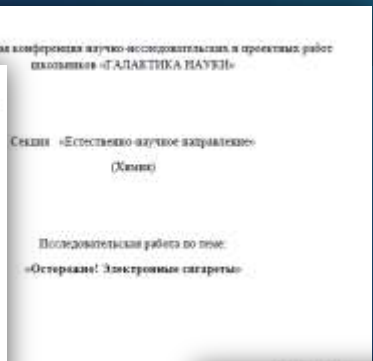 ая конференция научно-исследовательских и проектных работ
школьников «ГАЛАКТИКА НАУКИ»
Секция «Естественно-научное направление»
(Химия)
Исследовательская работа по теме:
«Осторожно! Электронные сигареты»